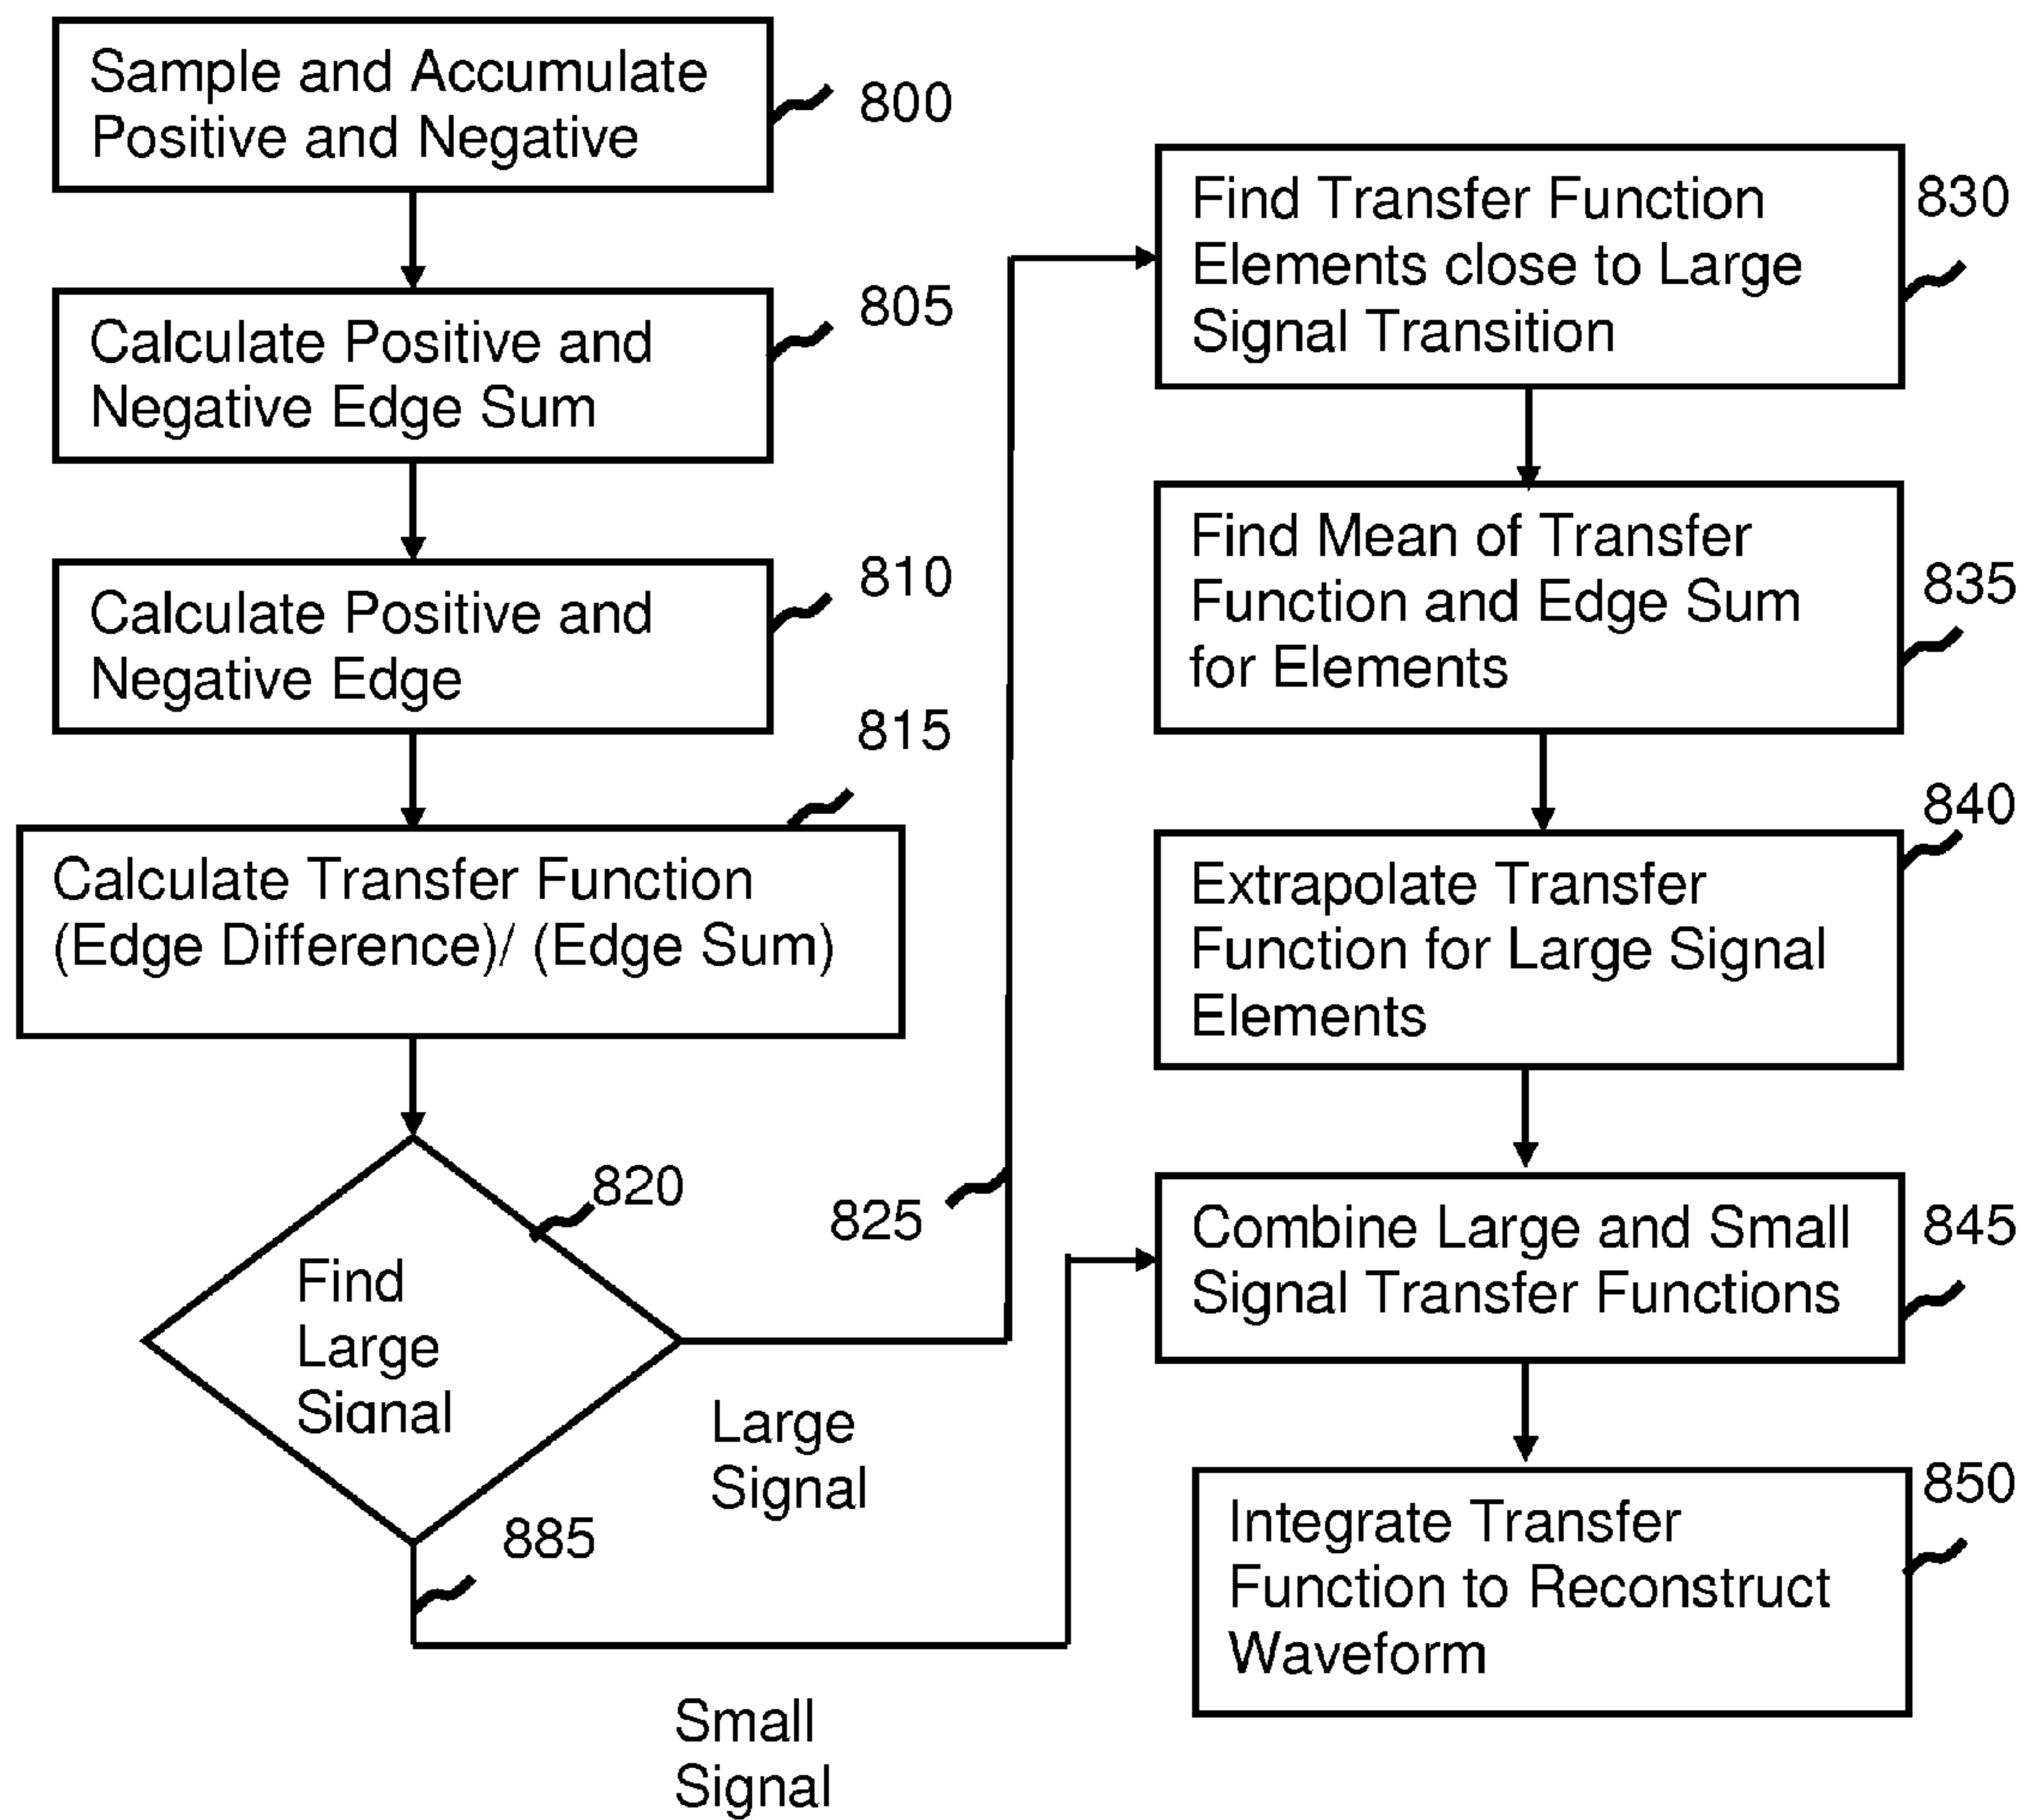 Sample and Accumulate
Positive and Negative
800
Calculate Positive and
Negative Edge Sum
805
Calculate Positive and
Negative Edge
810
815
Calculate Transfer Function
(Edge Difference)/ (Edge Sum)
820
Find
Large
Signal
825
Large
Signal
885
Small
Signal
Find Transfer Function
Elements close to Large
Signal Transition
830
Find Mean of Transfer
Function and Edge Sum
for Elements
835
840
Extrapolate Transfer
Function for Large Signal
Elements
Combine Large and Small
Signal Transfer Functions
845
850
Integrate Transfer
Function to Reconstruct
Waveform